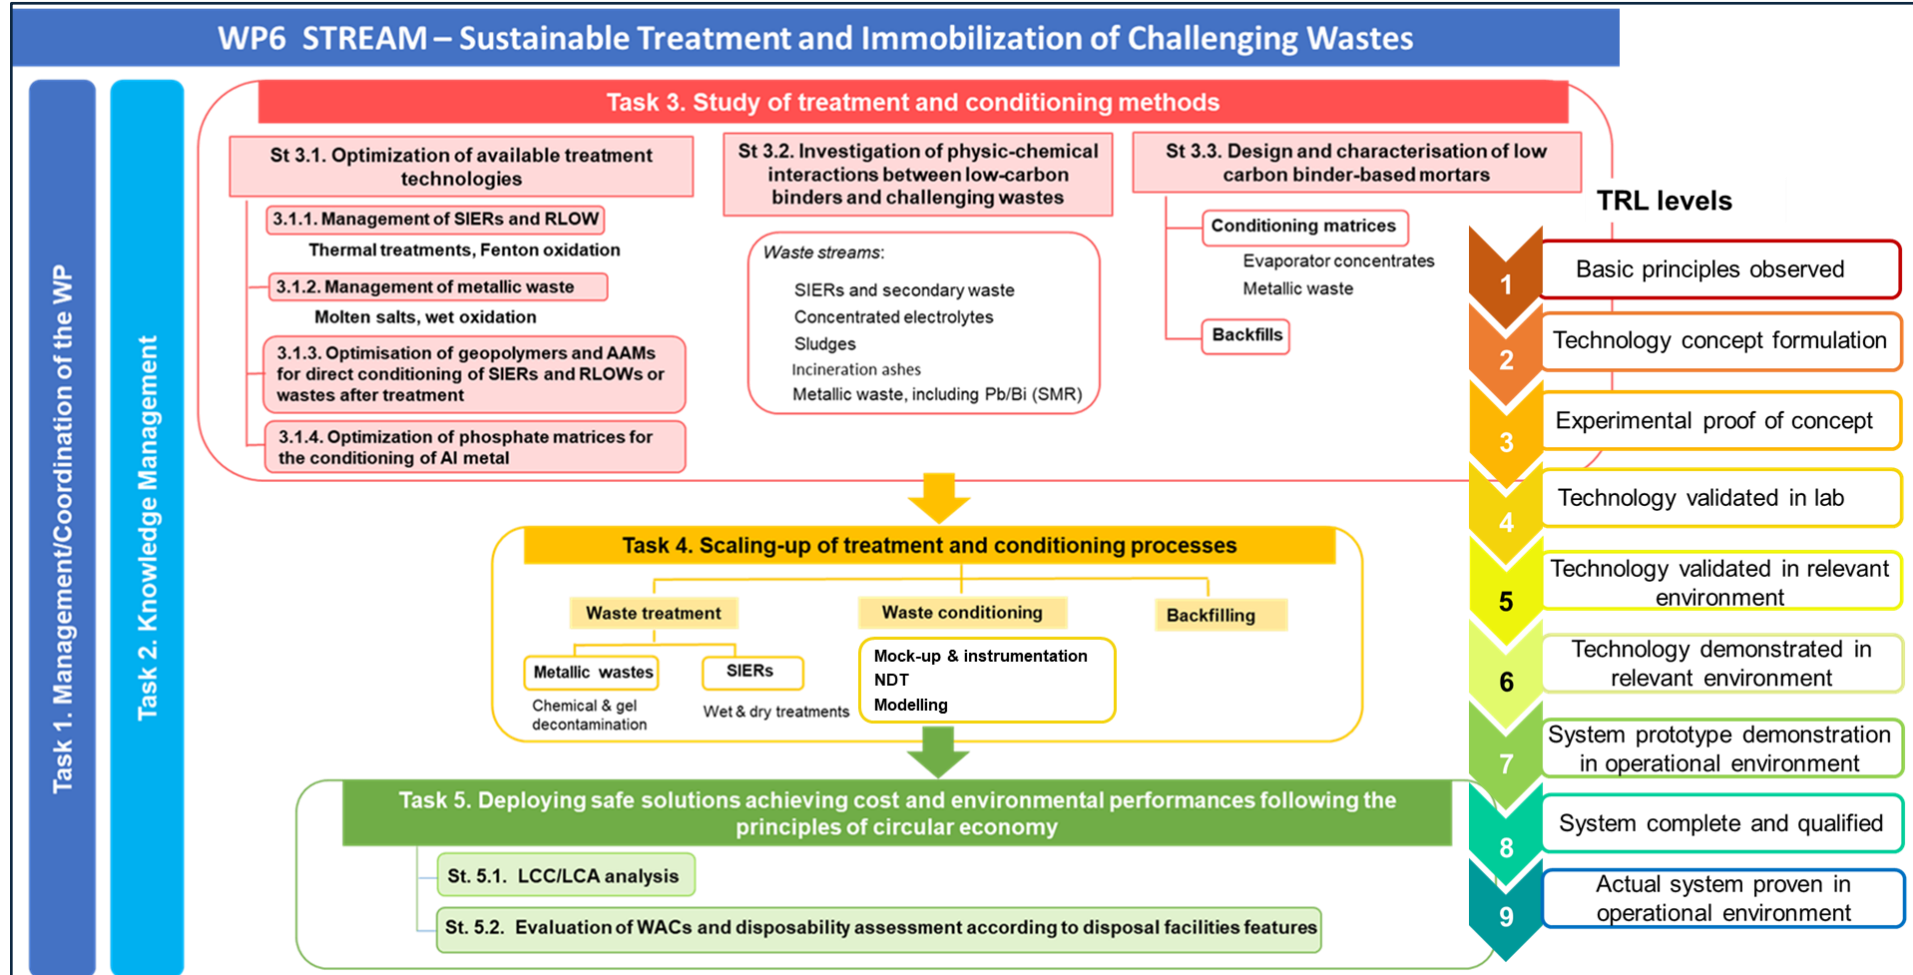 WP6 STREAM – Sustainable Treatment and Immobilization of Challenging Wastes
Task 1. Management/Coordination of the WP
Task 2. Knowledge Management
Task 3. Study of treatment and conditioning methods
St 3.1. Optimization of available treatment
technologies
3.1.1. Management of SIERs and RLOW
Thermal treatments, Fenton oxidation
3.1.2. Management of metallic waste
Molten salts, wet oxidation
3.1.3. Optimisation of geopolymers and AAMs
for direct conditioning of SIERs and RLOWs or
wastes after treatment
3.1.4. Optimization of phosphate matrices for
the conditioning of Al metal
St 3.2. Investigation of physic-chemical
interactions between low-carbon
binders and challenging wastes
Waste streams:
SIERs and secondary waste
Concentrated electrolytes
Sludges
Incineration ashes
Metallic waste, including Pb/Bi (SMR)
St 3.3. Design and characterisation of low
carbon binder-based mortars
Conditioning matrices
Evaporator concentrates
Metallic waste
Backfills
Task 4. Scaling-up of treatment and conditioning processes
Waste treatment
Metallic wastes
Chemical & gel
decontamination
SIERs
Wet & dry treatments
Waste conditioning
Mock-up & instrumentation
NDT
Modelling
Backfilling
Task 5. Deploying safe solutions achieving cost and environmental performances following the
principles of circular economy
St. 5.1. LCC/LCA analysis
St. 5.2. Evaluation of WACs and disposability assessment according to disposal facilities features
TRL levels
1
Basic principles observed
2
Technology concept formulation
3
Experimental proof of concept
4
Technology validated in lab
5
Technology validated in relevant
environment
6
Technology demonstrated in
relevant environment
7
System prototype demonstration
in operational environment
8
System complete and qualified
9
Actual system proven in
operational environment